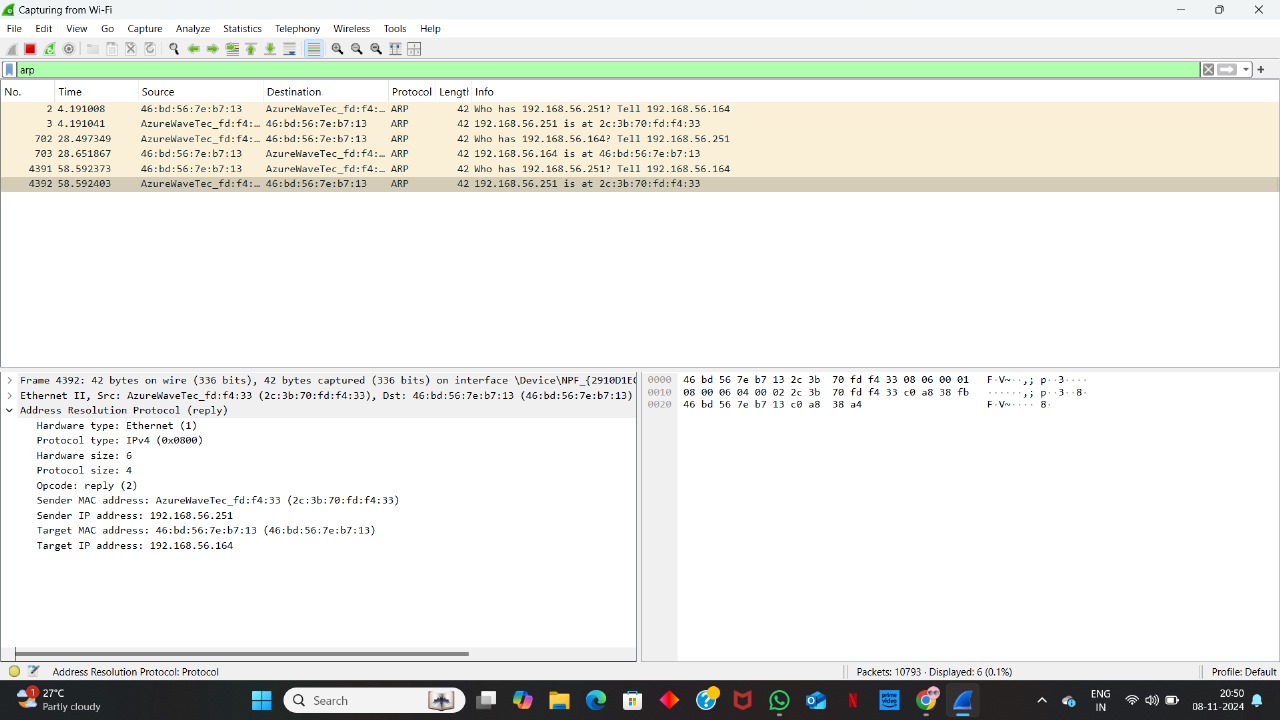 Capturing from Wi-Fi
File Edit View Go Capture Analyze Statistics Telephony Wireless Tools Help
arp
No. Time Source Destination Protocol Length Info
2 4.191008 46:bd:56:7e:b7:13 AzureWaveTec_fd:f4:… ARP 42 Who has 192.168.56.251? Tell 192.168.56.164
3 4.191041 AzureWaveTec_fd:f4:… 46:bd:56:7e:b7:13 ARP 42 192.168.56.251 is at 2c:3b:70:fd:f4:33
702 28.497349 AzureWaveTec_fd:f4:… 46:bd:56:7e:b7:13 ARP 42 Who has 192.168.56.164? Tell 192.168.56.251
703 28.651867 46:bd:56:7e:b7:13 AzureWaveTec_fd:f4:… ARP 42 192.168.56.164 is at 46:bd:56:7e:b7:13
4391 58.592373 46:bd:56:7e:b7:13 AzureWaveTec_fd:f4:… ARP 42 Who has 192.168.56.251? Tell 192.168.56.164
4392 58.592403 AzureWaveTec_fd:f4:… 46:bd:56:7e:b7:13 ARP 42 192.168.56.251 is at 2c:3b:70:fd:f4:33
Frame 4392: 42 bytes on wire (336 bits), 42 bytes captured (336 bits) on interface \Device\NPF_{2910D1E
Ethernet II, Src: AzureWaveTec_fd:f4:33 (2c:3b:70:fd:f4:33), Dst: 46:bd:56:7e:b7:13 (46:bd:56:7e:b7:13)
Address Resolution Protocol (reply)
Hardware type: Ethernet (1)
Protocol type: IPv4 (0x0800)
Hardware size: 6
Protocol size: 4
Opcode: reply (2)
Sender MAC address: AzureWaveTec_fd:f4:33 (2c:3b:70:fd:f4:33)
Sender IP address: 192.168.56.251
Target MAC address: 46:bd:56:7e:b7:13 (46:bd:56:7e:b7:13)
Target IP address: 192.168.56.164
0000 46 bd 56 7e b7 13 2c 3b 70 fd f4 33 08 06 00 01 F·V~··,; p··3····
0010 08 00 06 04 00 02 2c 3b 70 fd f4 33 c0 a8 38 fb ······,; p··3··8·
0020 46 bd 56 7e b7 13 c0 a8 38 a4 F·V~···· 8·
Address Resolution Protocol: Protocol
Packets: 10793 · Displayed: 6 (0.1%)
Profile: Default
1
27°C
Partly cloudy
Search
prime video
ENG
IN
20:50
08-11-2024